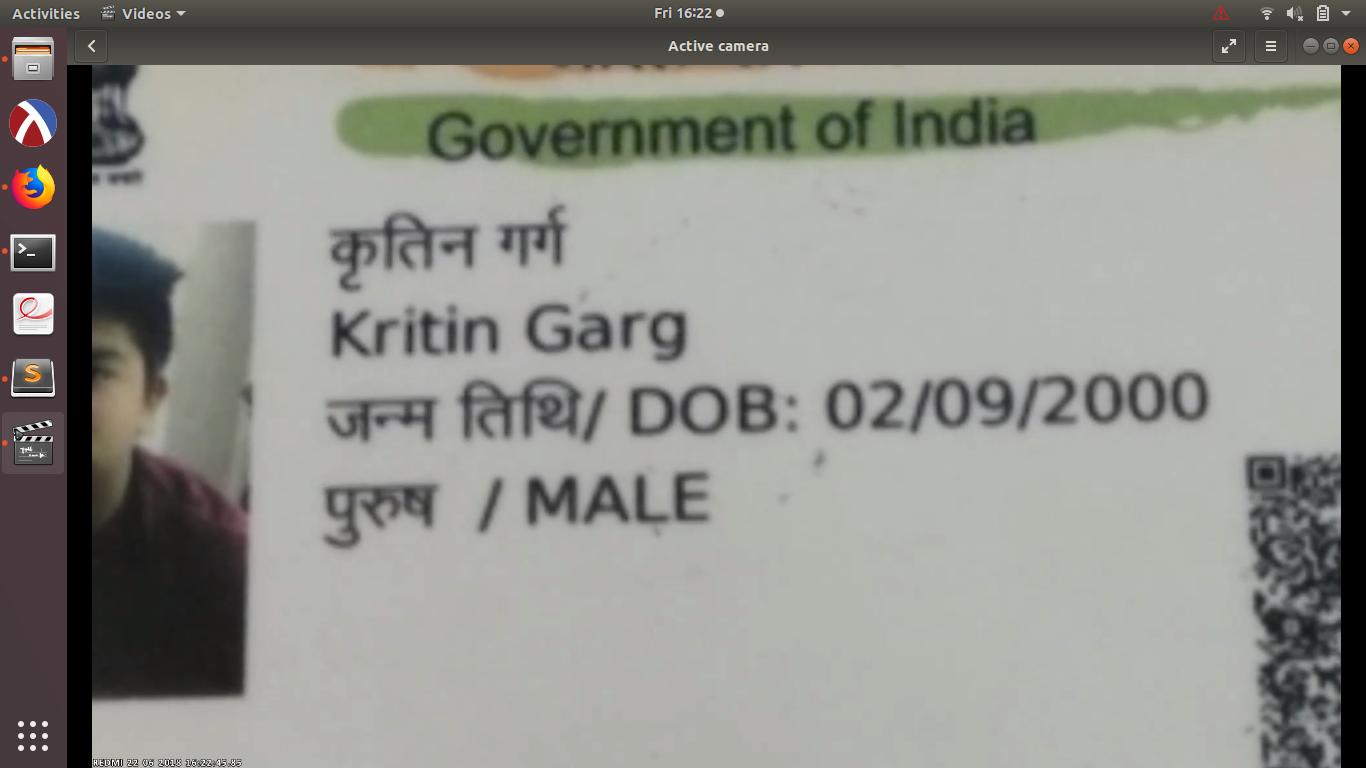 Activities Videos Fri 16:22
Active camera
Government of India
कृतिन गर्ग
Kritin Garg
जन्म तिथि/ DOB: 02/09/2000
पुरुष / MALE
REDMI 22 06 2018 16:22:45.85